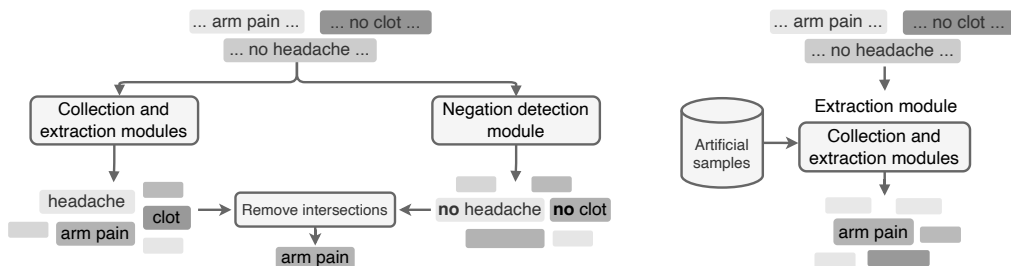 ... arm pain ...
... no clot ...
... no headache ...
Collection and
extraction modules
Negation detection
module
headache
clot
arm pain
Remove intersections
no headache
no clot
arm pain
... arm pain ...
... no clot ...
... no headache ...
Extraction module
Artificial
samples
Collection and
extraction modules
arm pain